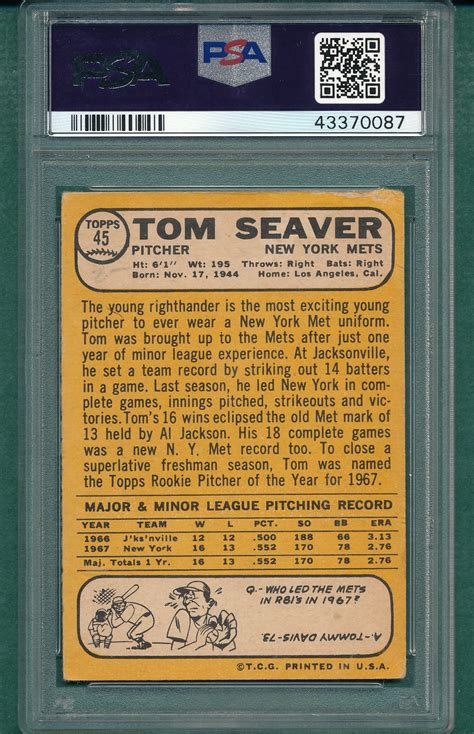 PSA
PSA
43370087
TOPPS
45
TOM SEAVER
PITCHER NEW YORK METS
Ht: 6'1" Wt: 195 Throws: Right Bats: Right
Born: Nov. 17, 1944 Home: Los Angeles, Cal.
The young righthander is the most exciting young
pitcher to ever wear a New York Met uniform.
Tom was brought up to the Mets after just one
year of minor league experience. At Jacksonville,
he set a team record by striking out 14 batters
in a game. Last season, he led New York in com-
plete games, innings pitched, strikeouts and vic-
tories. Tom's 16 wins eclipsed the old Met mark of
13 held by Al Jackson. His 18 complete games
was a new N. Y. Met record too. To close a
superlative freshman season, Tom was named
the Topps Rookie Pitcher of the Year for 1967.
MAJOR & MINOR LEAGUE PITCHING RECORD
YEAR TEAM W L PCT. SO BB ERA
1966 J'ks'nville 12 12 .500 188 66 3.13
1967 New York 16 13 .552 170 78 2.76
Maj. Totals 1 Yr. 16 13 .552 170 78 2.76
Q.- WHO LED THE METS
IN RBI'S IN 1967?
A.- TOMMY DAVIS - 73.
©T.C.G. PRINTED IN U.S.A.